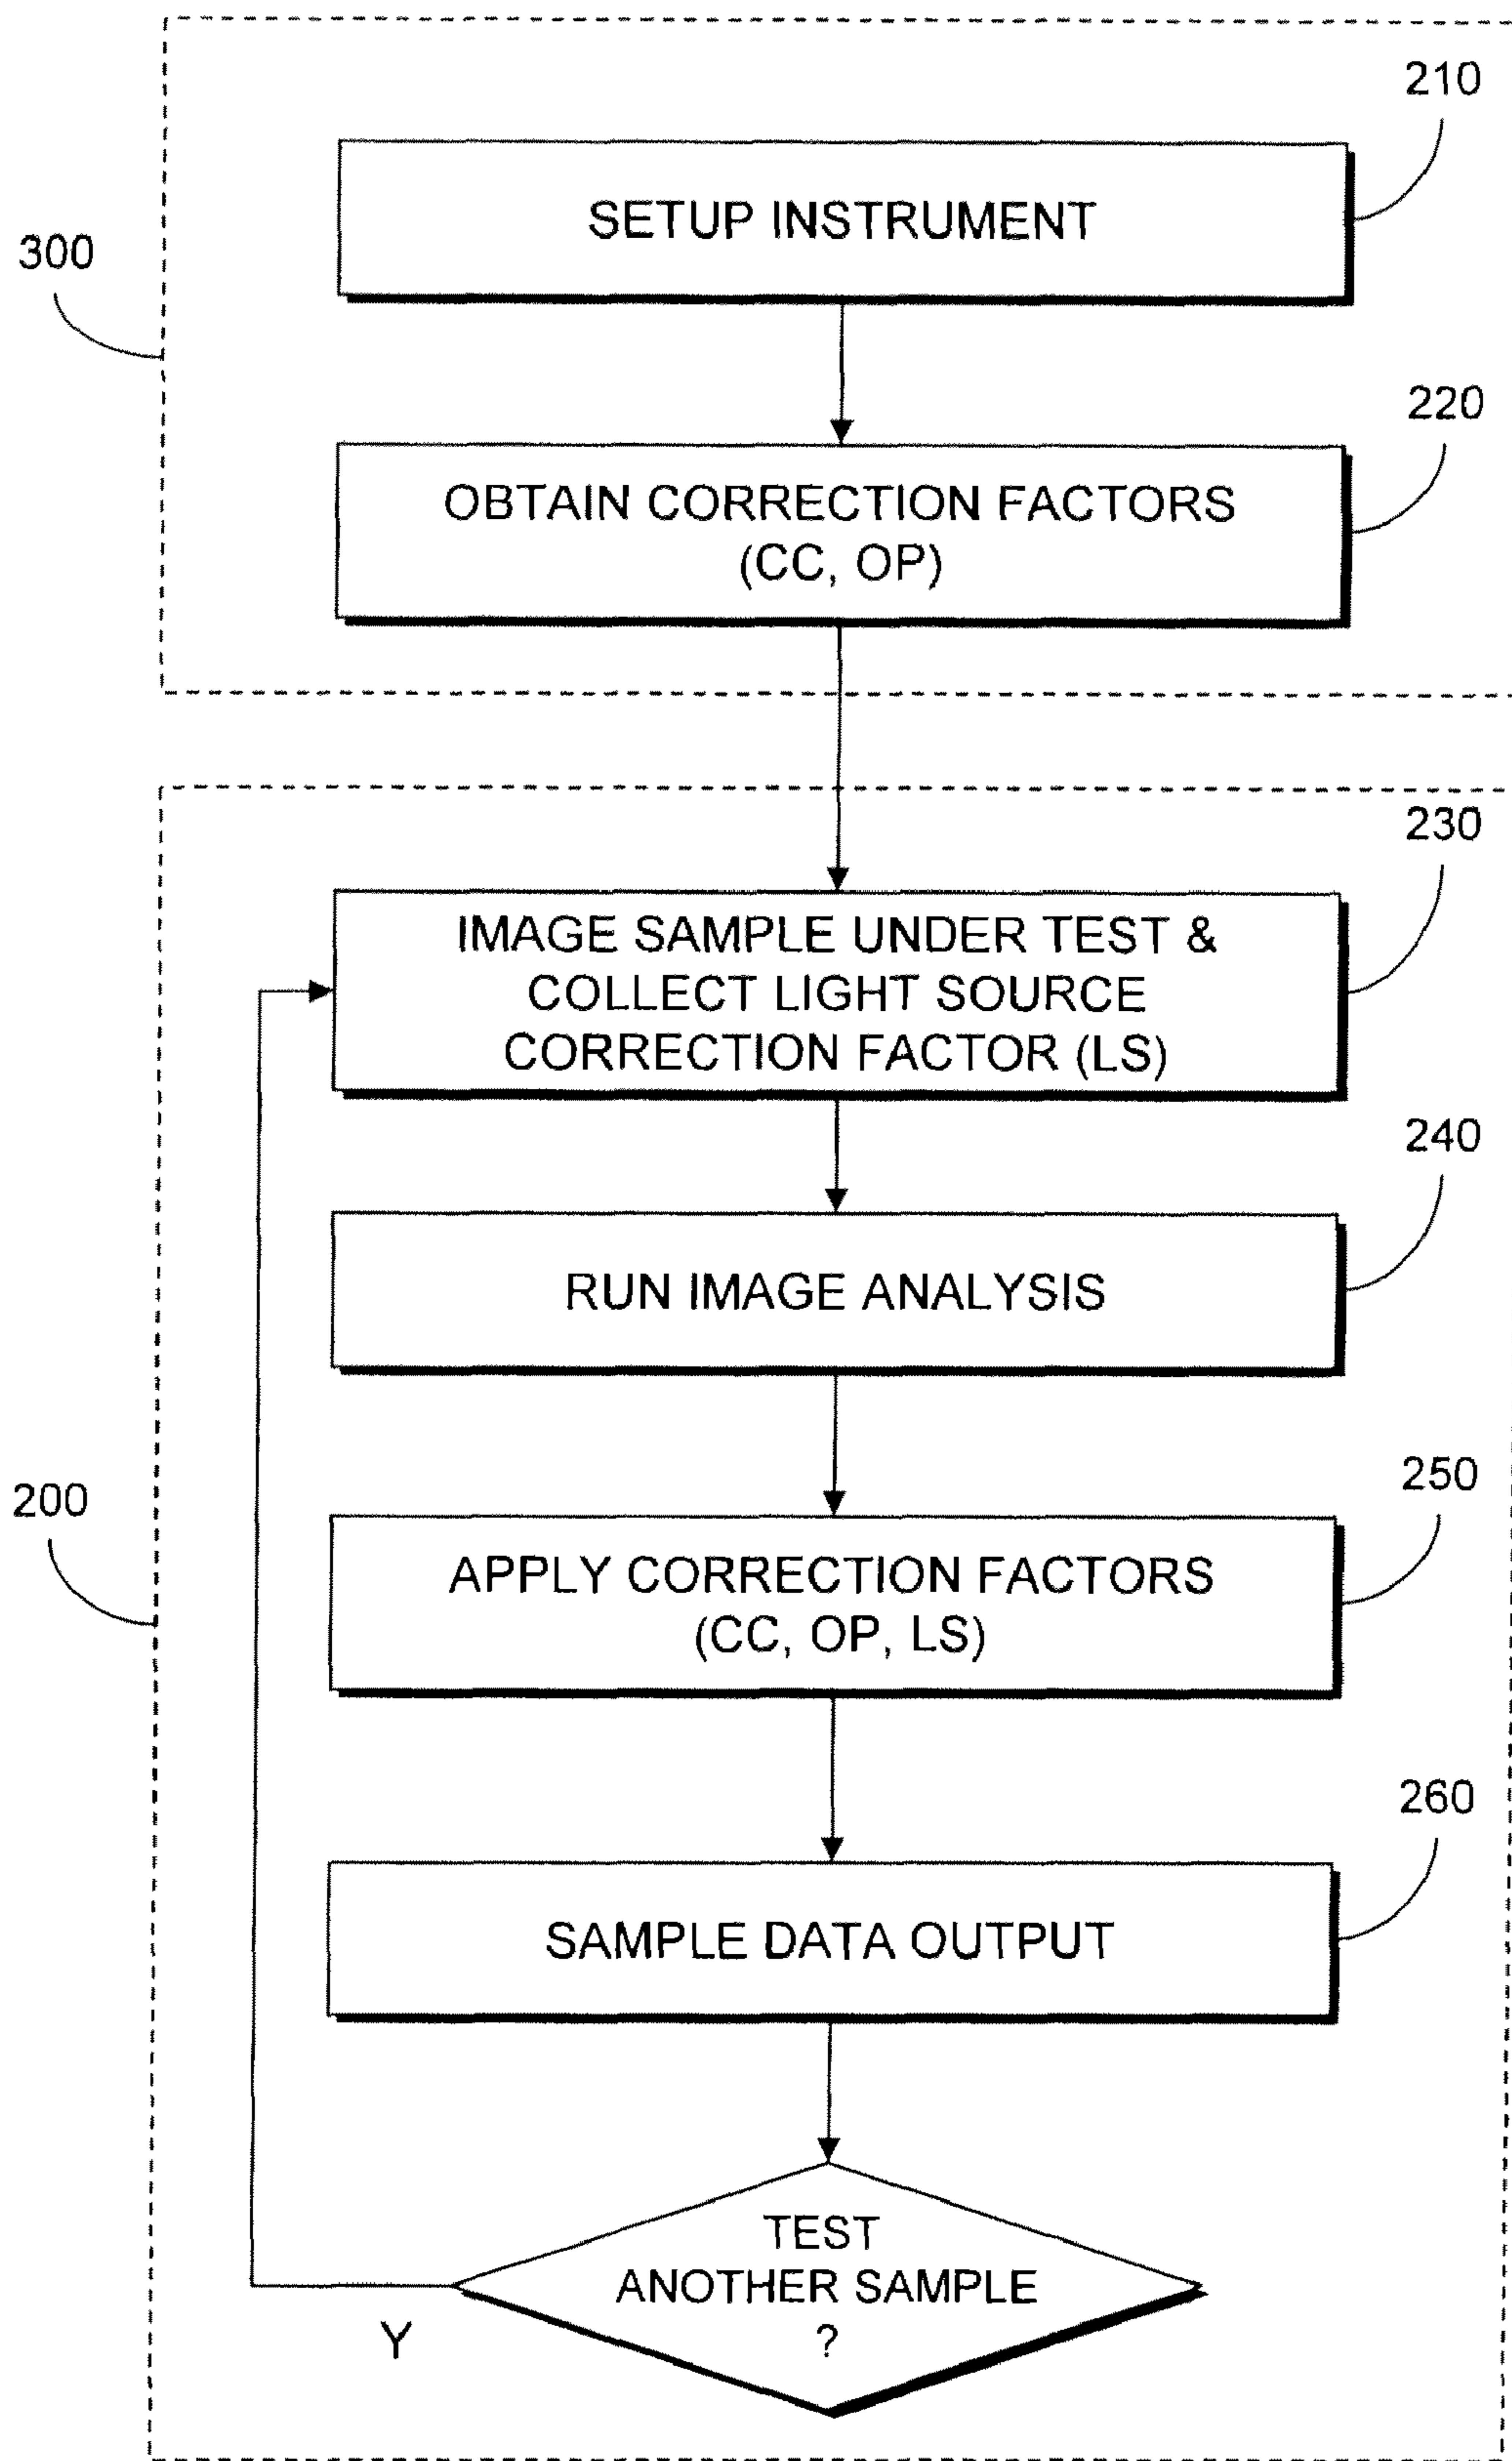 210
SETUP INSTRUMENT
300
220
OBTAIN CORRECTION FACTORS
(CC, OP)
230
IMAGE SAMPLE UNDER TEST &
COLLECT LIGHT SOURCE
CORRECTION FACTOR (LS)
240
RUN IMAGE ANALYSIS
250
200
APPLY CORRECTION FACTORS
(CC, OP, LS)
260
SAMPLE DATA OUTPUT
TEST
ANOTHER SAMPLE
?
Y